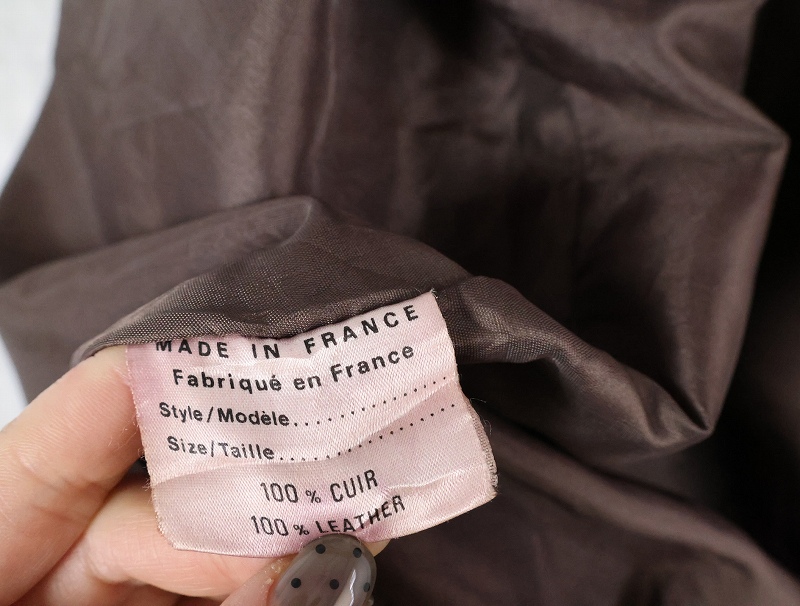 MADE IN FRANCE
Fabriqué en France
Style/Modèle..............
Size/Taille..................
100 % CUIR
100 % LEATHER